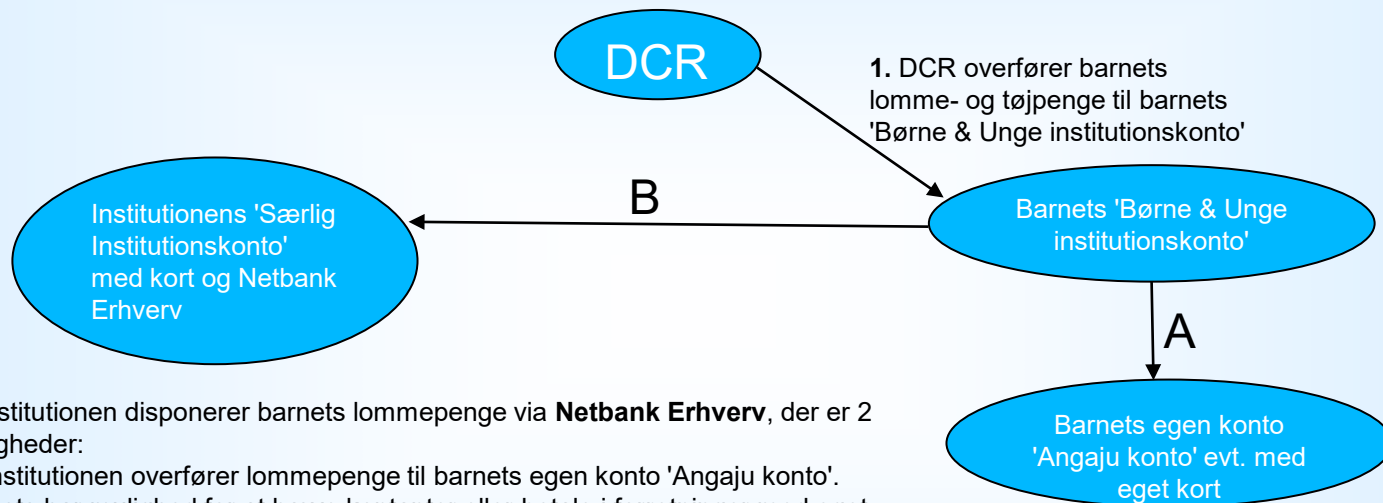 DCR
1. DCR overfører barnets
lomme- og tøjpenge til barnets
'Børne & Unge institutionskonto'
B
Institutionens 'Særlig
Institutionskonto'
med kort og Netbank
Erhverv
Barnets 'Børne & Unge
institutionskonto'
A
Barnets egen konto
'Angaju konto' evt. med
eget kort
stitutionen disponerer barnets lommepenge via Netbank Erhverv, der er 2
gheder:
nstitutionen overfører lommepenge til barnets egen konto 'Angaju konto'.